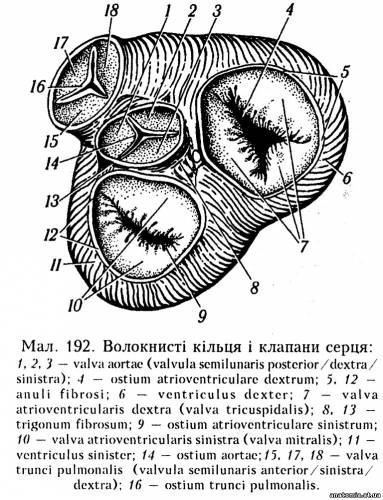 18 1 2 3 4
17
5
16
15
14
13
6
12
7
11
8
10
9
Мал. 192. Волокнисті кільця і клапани серця:
1, 2, 3 — valva aortae (valvula semilunaris posterior/dextra/
sinistra); 4 — ostium atrioventriculare dextrum; 5, 12 —
anuli fibrosi; 6 — ventriculus dexter; 7 — valva
atrioventricularis dextra (valva tricuspidalis); 8, 13 —
trigonum fibrosum; 9 — ostium atrioventriculare sinistrum;
10 — valva atrioventricularis sinistra (valva mitralis); 11 —
ventriculus sinister; 14 — ostium aortae; 15, 17, 18 — valva
trunci pulmonalis (valvula semilunaris anterior/sinistra/
dextra); 16 — ostium trunci pulmonalis.
anatomia.at.ua